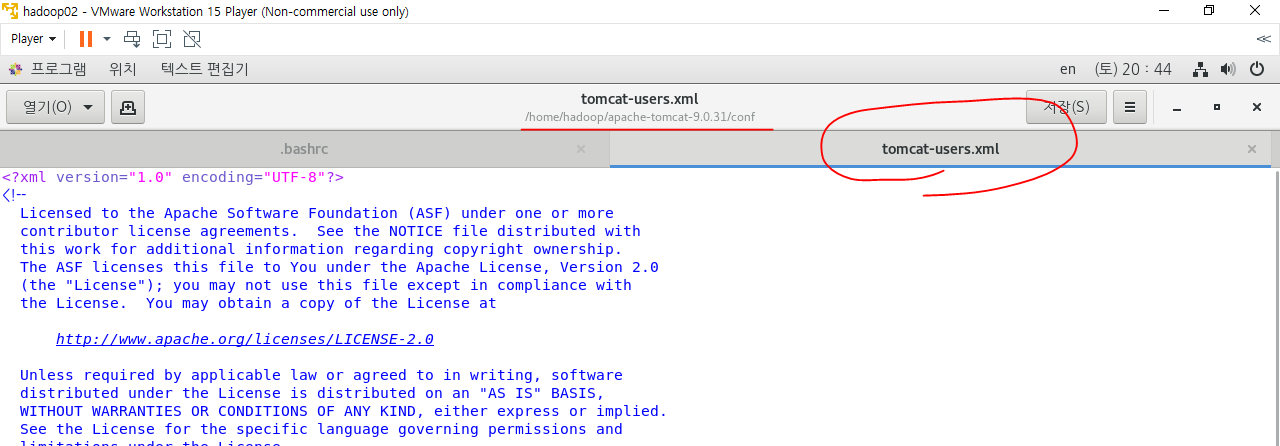 hadoop02 - VMware Workstation 15 Player (Non-commercial use only)
Player
프로그램 위치 텍스트 편집기 en (토) 20 : 44
열기(O) tomcat-users.xml 저장(S)
/home/hadoop/apache-tomcat-9.0.31/conf
.bashrc tomcat-users.xml
<?xml version="1.0" encoding="UTF-8"?>
<!--
Licensed to the Apache Software Foundation (ASF) under one or more
contributor license agreements.  See the NOTICE file distributed with
this work for additional information regarding copyright ownership.
The ASF licenses this file to You under the Apache License, Version 2.0
(the "License"); you may not use this file except in compliance with
the License.  You may obtain a copy of the License at
http://www.apache.org/licenses/LICENSE-2.0
Unless required by applicable law or agreed to in writing, software
distributed under the License is distributed on an "AS IS" BASIS,
WITHOUT WARRANTIES OR CONDITIONS OF ANY KIND, either express or implied.
See the License for the specific language governing permissions and
limitations under the License